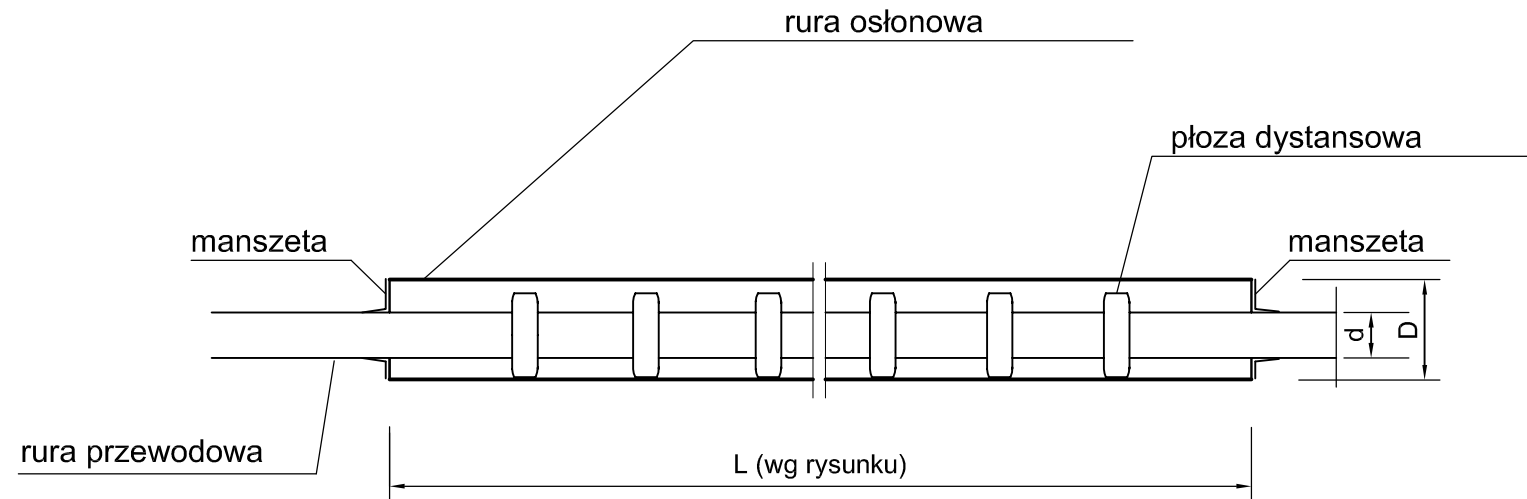 rura osłonowa
płoza dystansowa
manszeta
manszeta
d
D
rura przewodowa
L (wg rysunku)